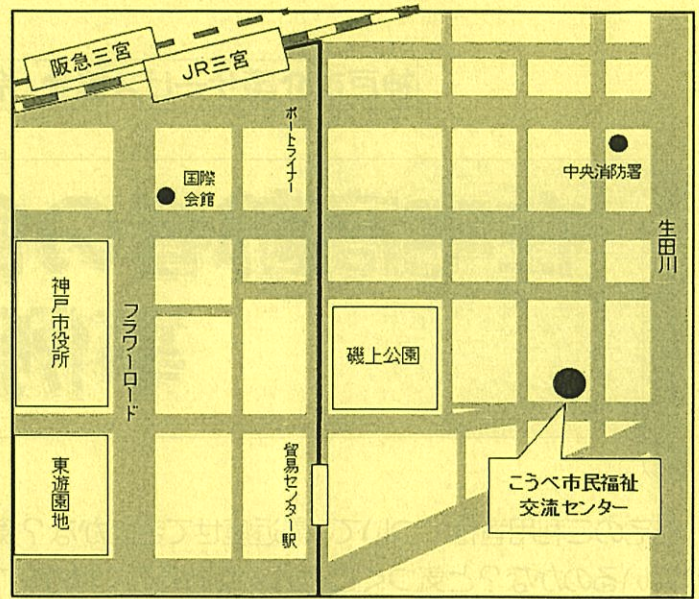 阪急三宮
JR三宮
ポートライナー
国際
会館
中央消防署
生田川
神戸市役所
フラワーロード
磯上公園
東遊園地
貿易センター駅
こうべ市民福祉
交流センター